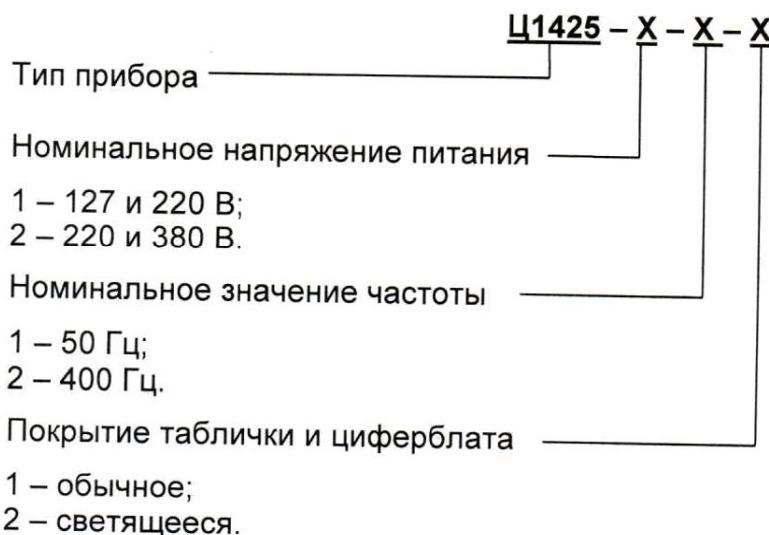 Ц1425 – Х – Х – Х
Тип прибора
Номинальное напряжение питания
1 – 127 и 220 В;
2 – 220 и 380 В.
Номинальное значение частоты
1 – 50 Гц;
2 – 400 Гц.
Покрытие таблички и циферблата
1 – обычное;
2 – светящееся.